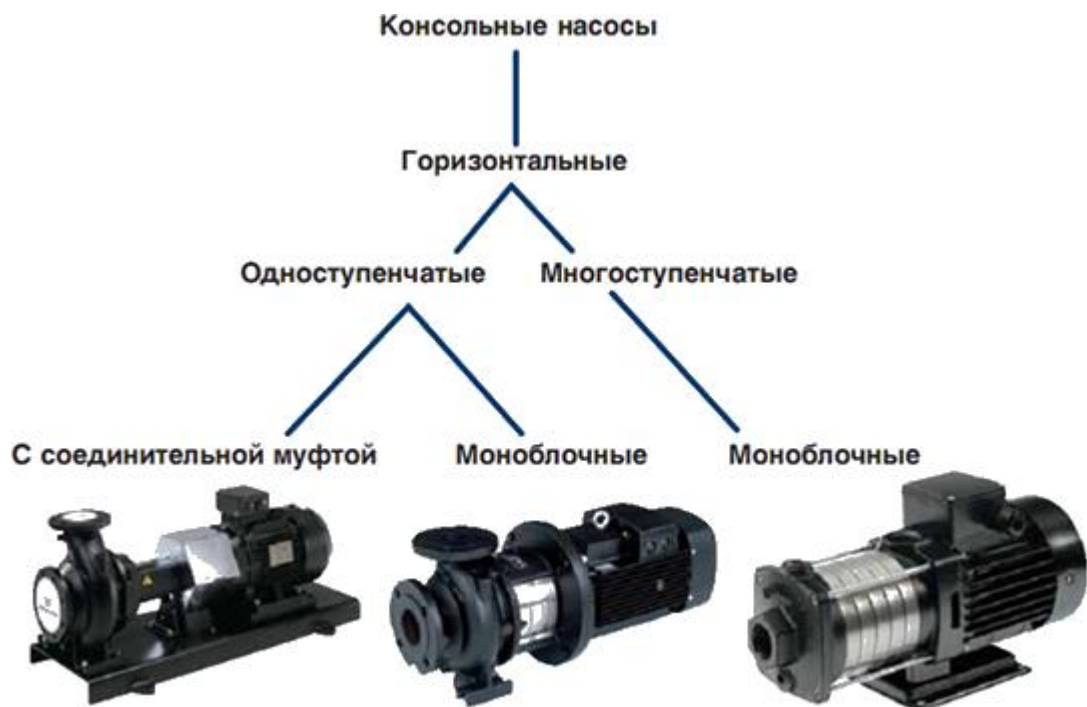 Консольные насосы
Горизонтальные
Одноступенчатые
Многоступенчатые
С соединительной муфтой
Моноблочные
Моноблочные